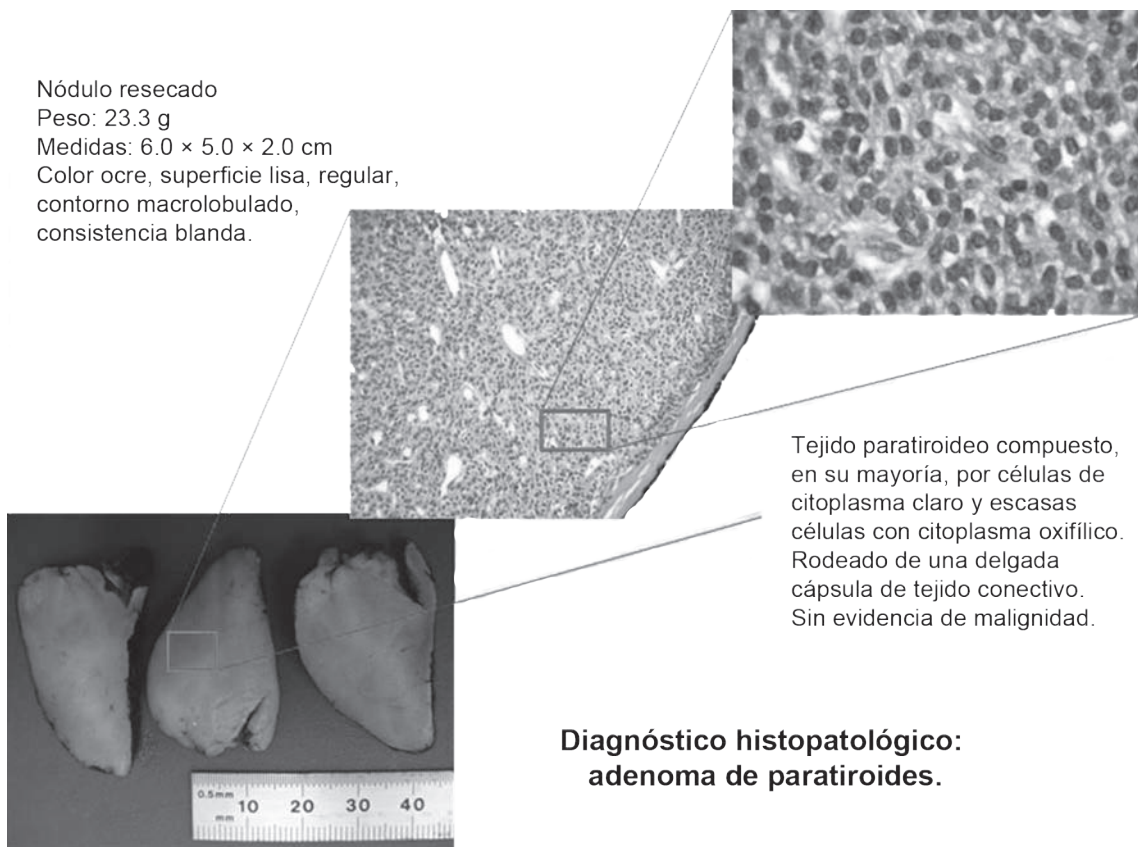 Nódulo resecado
Peso: 23.3 g
Medidas: 6.0 × 5.0 × 2.0 cm
Color ocre, superficie lisa, regular,
contorno macrolobulado,
consistencia blanda.
Tejido paratiroideo compuesto,
en su mayoría, por células de
citoplasma claro y escasas
células con citoplasma oxifílico.
Rodeado de una delgada
cápsula de tejido conectivo.
Sin evidencia de malignidad.
Diagnóstico histopatológico:
adenoma de paratiroides.
0.5mm 10 20 30 40
mm